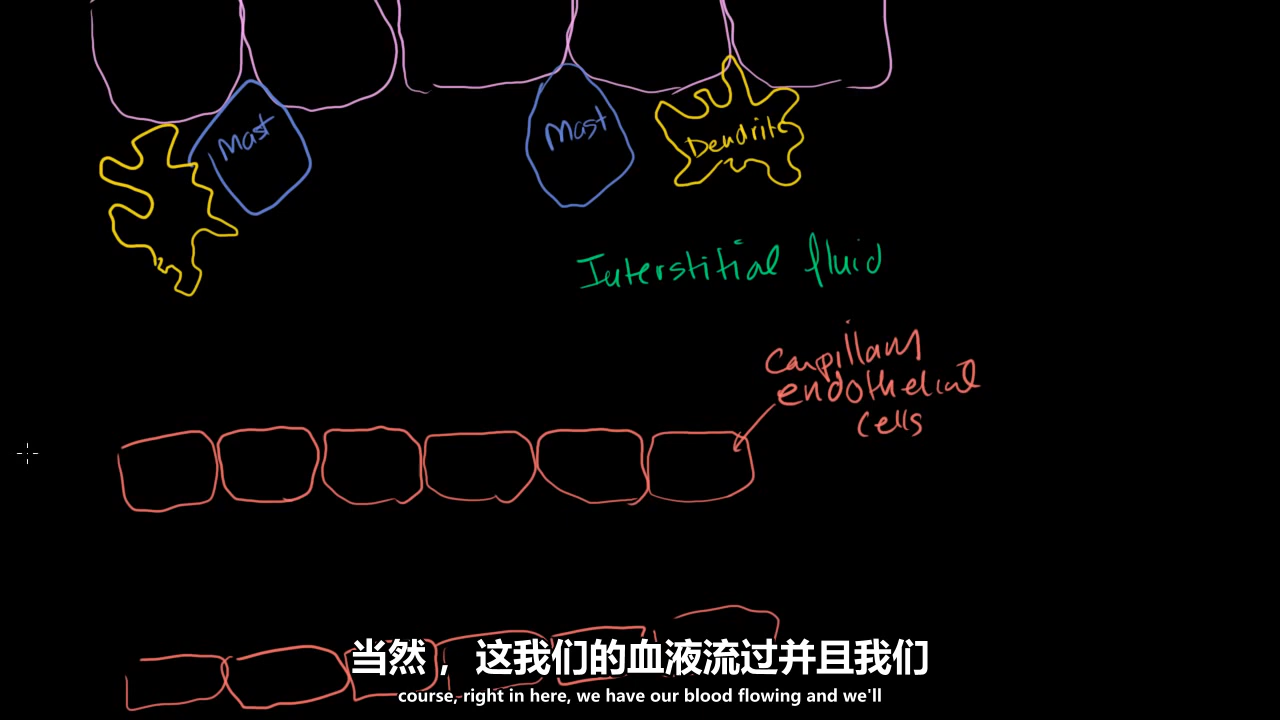 Mast
Mast
Dendrite
Interstitial fluid
Capillary
endothelial
cells
当然， 这我们的血液流过并且我们
course, right in here, we have our blood flowing and we'll